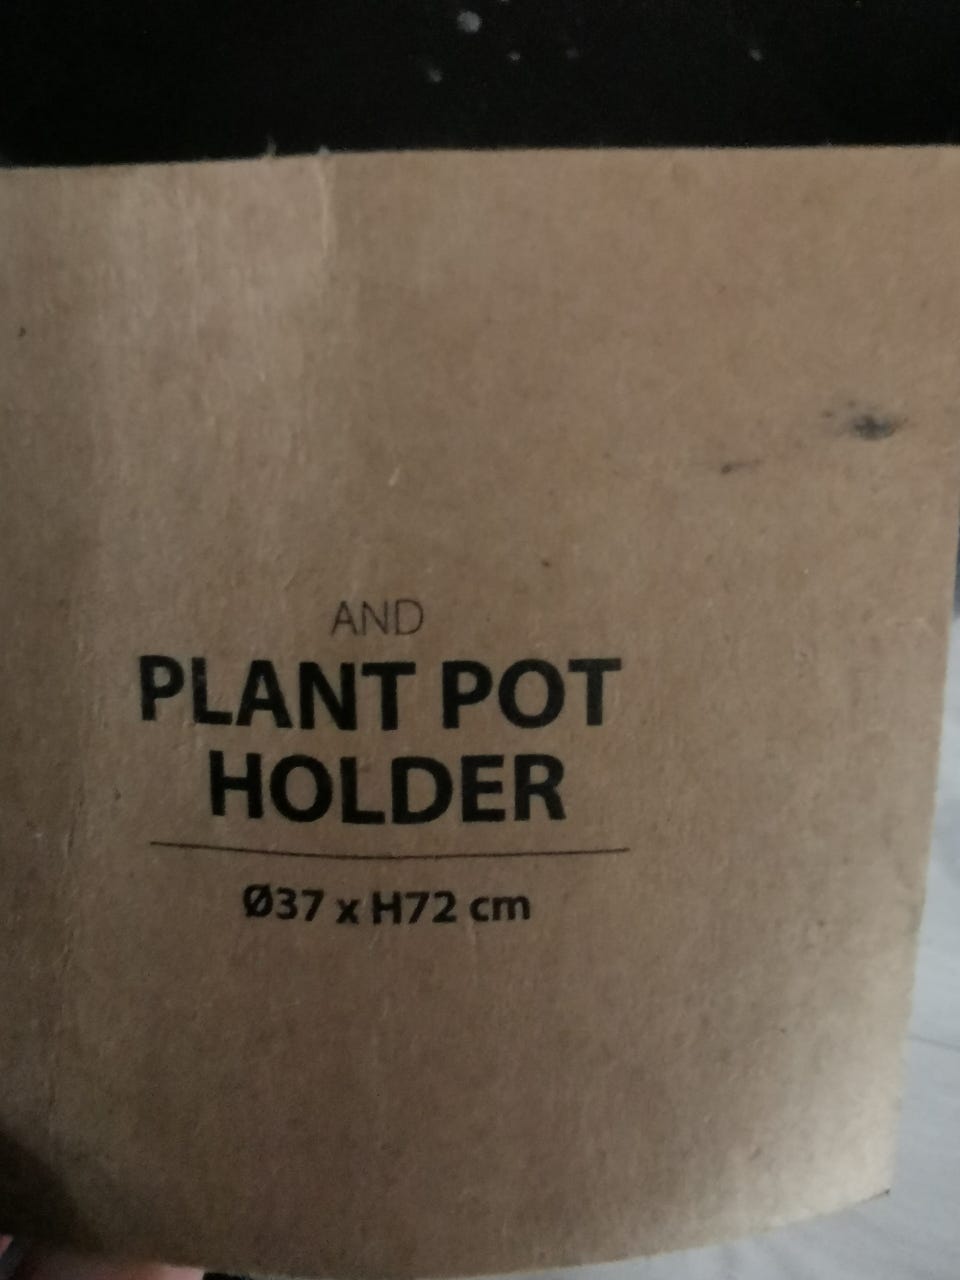 AND
PLANT POT
HOLDER
Ø37 x H72 cm